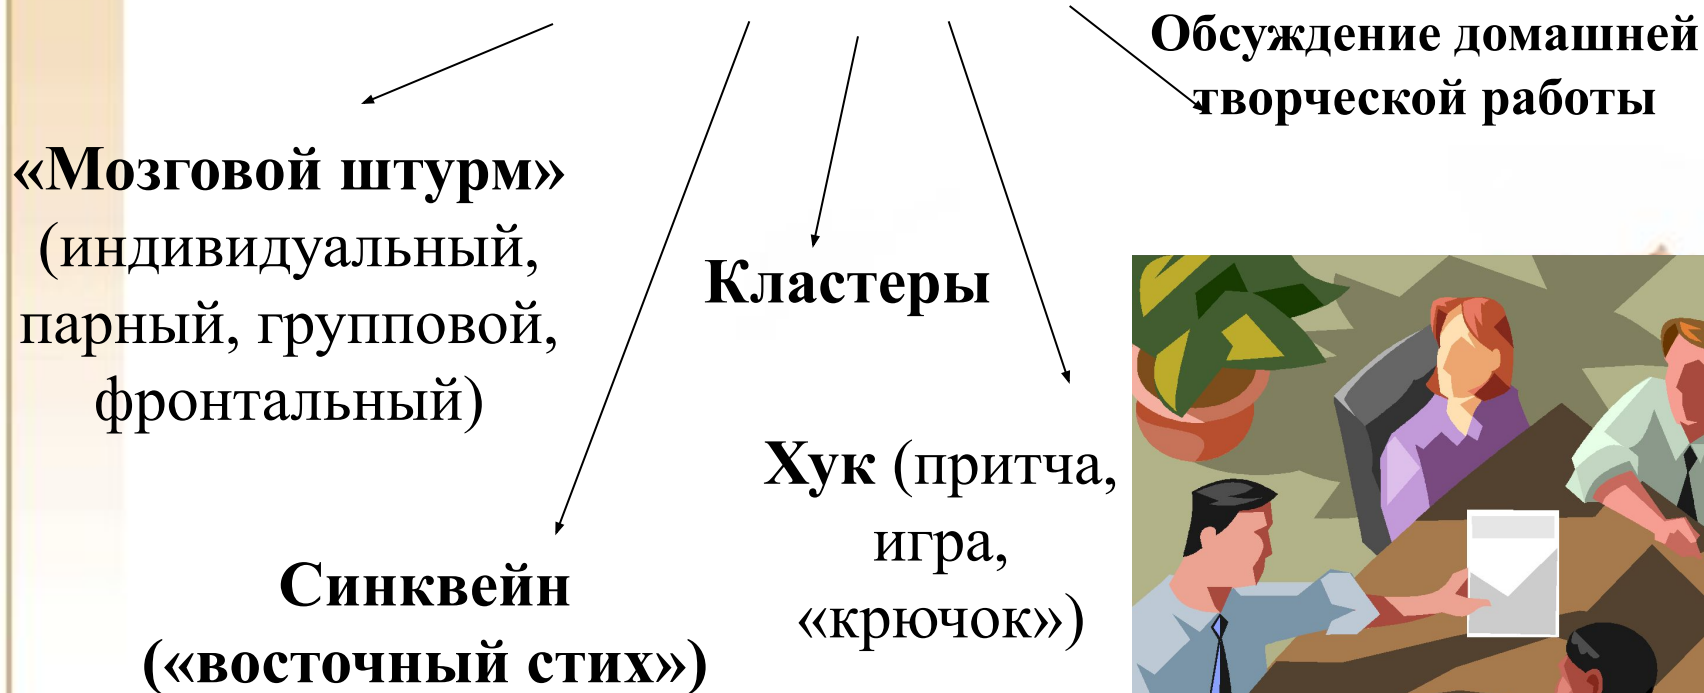 Обсуждение домашней
творческой работы
«Мозговой штурм»
(индивидуальный,
парный, групповой,
фронтальный)
Кластеры
Хук (притча,
игра,
«крючок»)
Синквейн
(«восточный стих»)